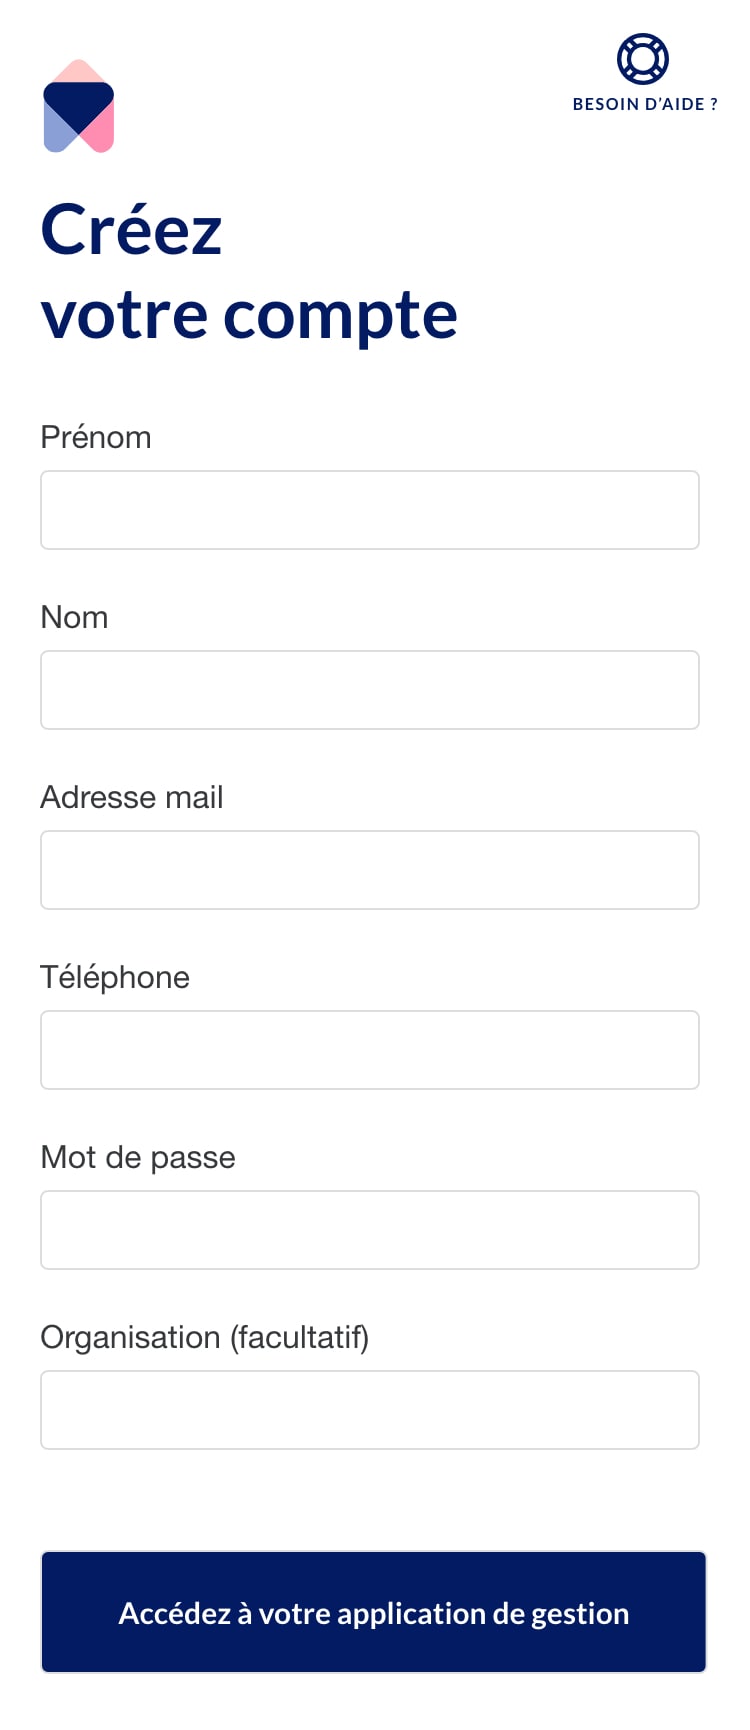 BESOIN D’AIDE ?
Créez
votre compte
Prénom
Nom
Adresse mail
Téléphone
Mot de passe
Organisation (facultatif)
Accédez à votre application de gestion